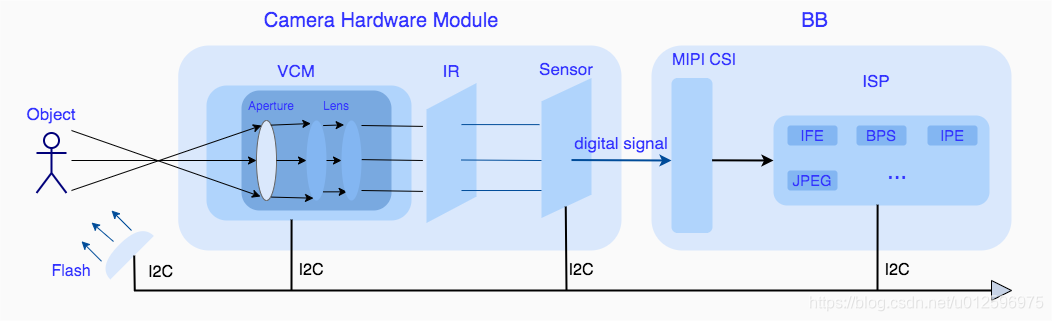 Camera Hardware Module
BB
VCM
IR
Sensor
MIPI CSI
ISP
Aperture
Lens
Object
digital signal
IFE
BPS
IPE
JPEG
...
Flash
I2C
I2C
I2C
I2C
https://blog.csdn.net/u012596975